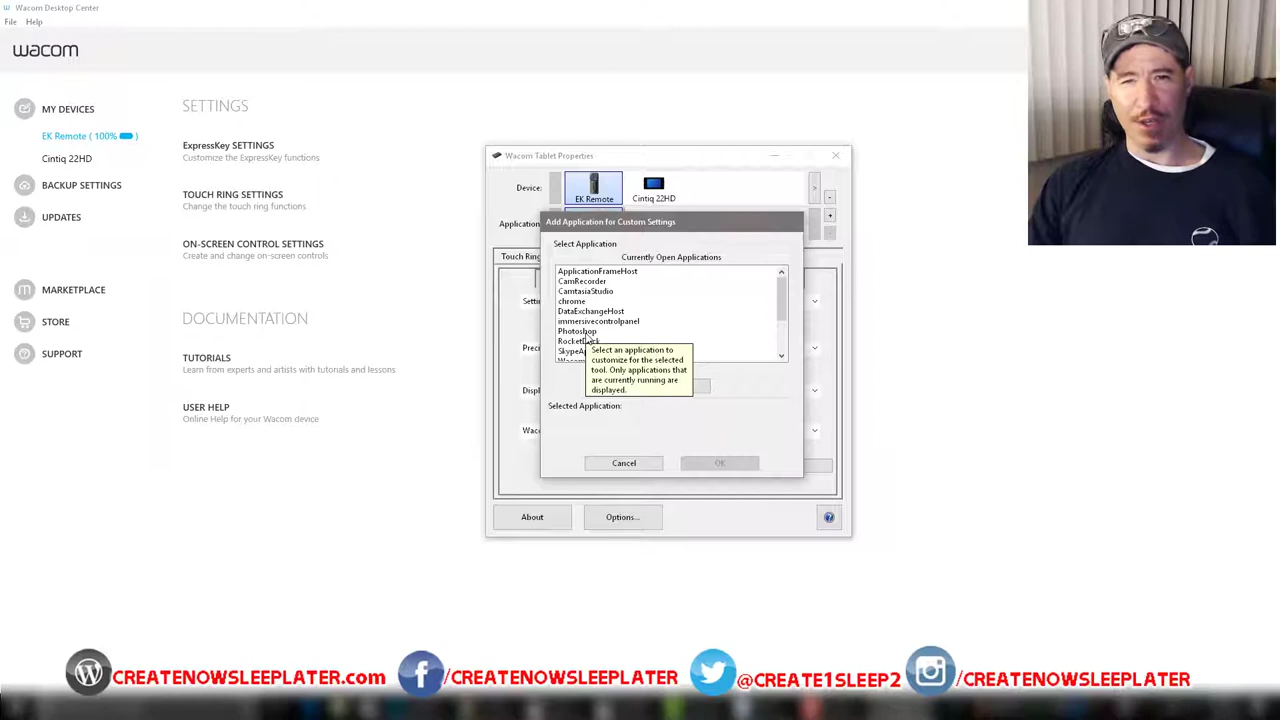 Wacom Desktop Center
File Help
wacom
MY DEVICES
EK Remote ( 100% )
Cintiq 22HD
BACKUP SETTINGS
UPDATES
MARKETPLACE
STORE
SUPPORT
SETTINGS
ExpressKey SETTINGS
Customize the ExpressKey functions
TOUCH RING SETTINGS
Change the touch ring functions
ON-SCREEN CONTROL SETTINGS
Create and change on-screen controls
DOCUMENTATION
TUTORIALS
Learn from experts and artists with tutorials and lessons
USER HELP
Online Help for your Wacom device
Wacom Tablet Properties
Device:
EK Remote
Cintiq 22HD
Application
Touch Ring
Add Application for Custom Settings
Select Application
Currently Open Applications
ApplicationFrameHost
CamRecorder
CamtasiaStudio
chrome
DataExchangeHost
immersivecontrolpanel
Photoshop
RocketDock
SkypeAp
Select an application to
customize for the selected
tool. Only applications that
are currently running are
displayed.
Selected Application:
Cancel
OK
About
Options...
CREATENOWSLEEPLATER.com
/CREATENOWSLEEPLATER
@CREATE1SLEEP2
/CREATENOWSLEEPLATER